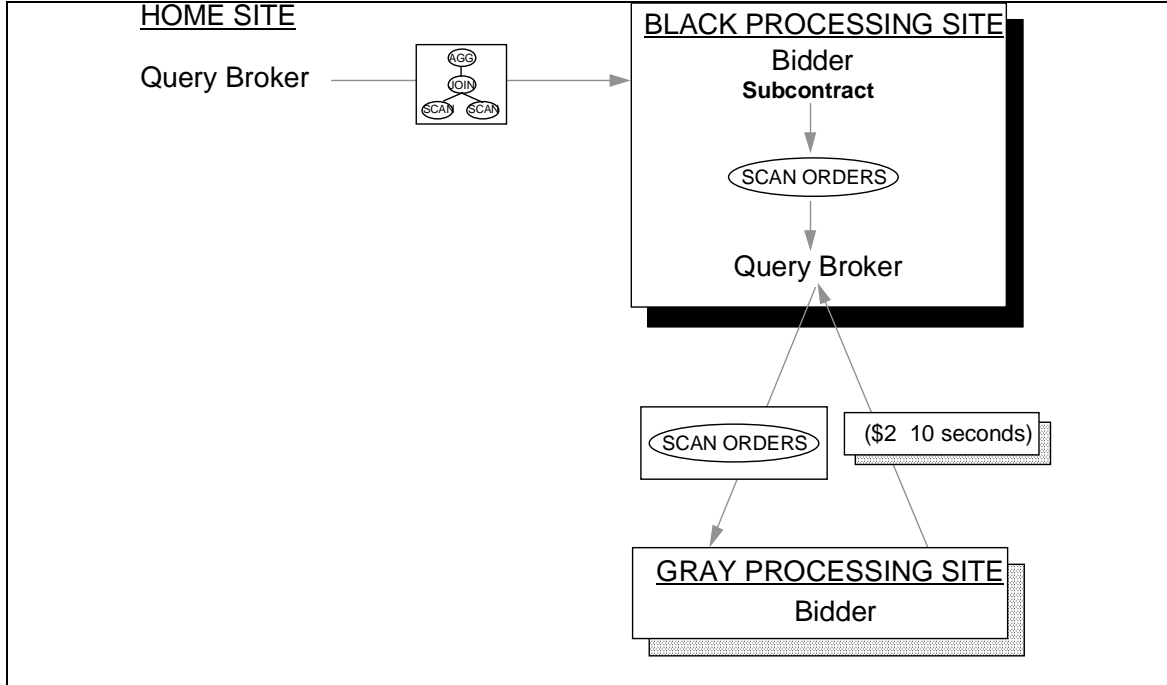 HOME SITE
Query Broker
AGG
JOIN
SCAN SCAN
BLACK PROCESSING SITE
Bidder
Subcontract
SCAN ORDERS
Query Broker
SCAN ORDERS
($2 10 seconds)
GRAY PROCESSING SITE
Bidder